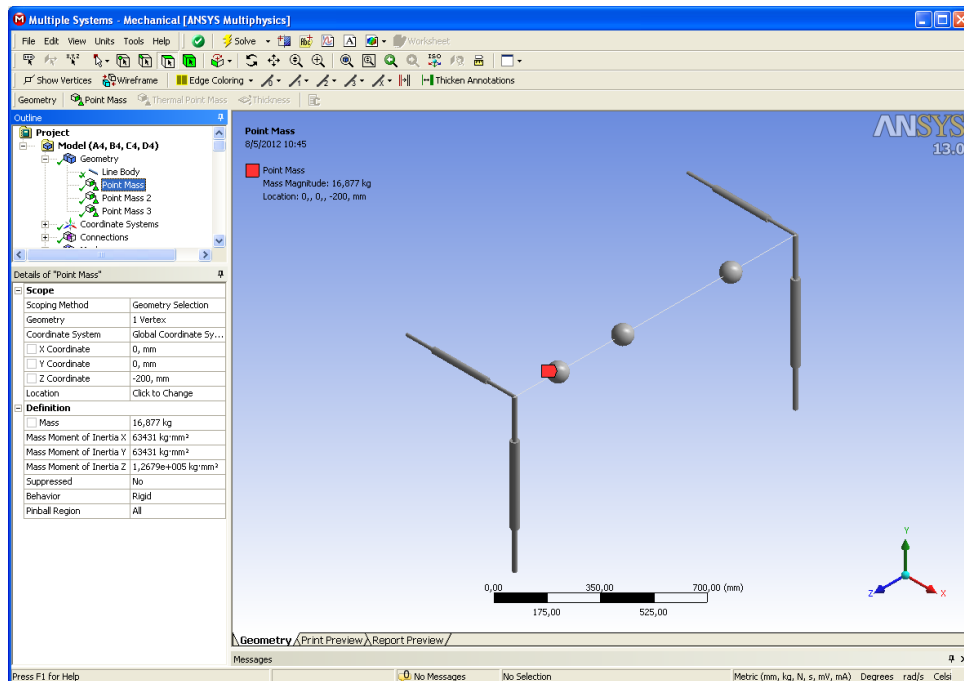 Multiple Systems - Mechanical [ANSYS Multiphysics]
File Edit View Units Tools Help Solve Worksheet
Show Vertices Wireframe Edge Coloring Thicken Annotations
Geometry Point Mass Thermal Point Mass Thickness
Outline
Project
Model (A4, B4, C4, D4)
Geometry
Line Body
Point Mass
Point Mass 2
Point Mass 3
Coordinate Systems
Connections
Details of "Point Mass"
Scope
Scoping Method Geometry Selection
Geometry 1 Vertex
Coordinate System Global Coordinate Sy...
X Coordinate 0, mm
Y Coordinate 0, mm
Z Coordinate -200, mm
Location Click to Change
Definition
Mass 16,877 kg
Mass Moment of Inertia X 63431 kg·mm²
Mass Moment of Inertia Y 63431 kg·mm²
Mass Moment of Inertia Z 1,2679e+005 kg·mm²
Suppressed No
Behavior Rigid
Pinball Region All
Point Mass
8/5/2012 10:45
Point Mass
Mass Magnitude: 16,877 kg
Location: 0,, 0,, -200, mm
ANSYS
13.0
0,00 350,00 700,00 (mm)
175,00 525,00
Y
Z X
Geometry Print Preview Report Preview
Messages
Press F1 for Help 0 No Messages No Selection Metric (mm, kg, N, s, mV, mA) Degrees rad/s Celsi